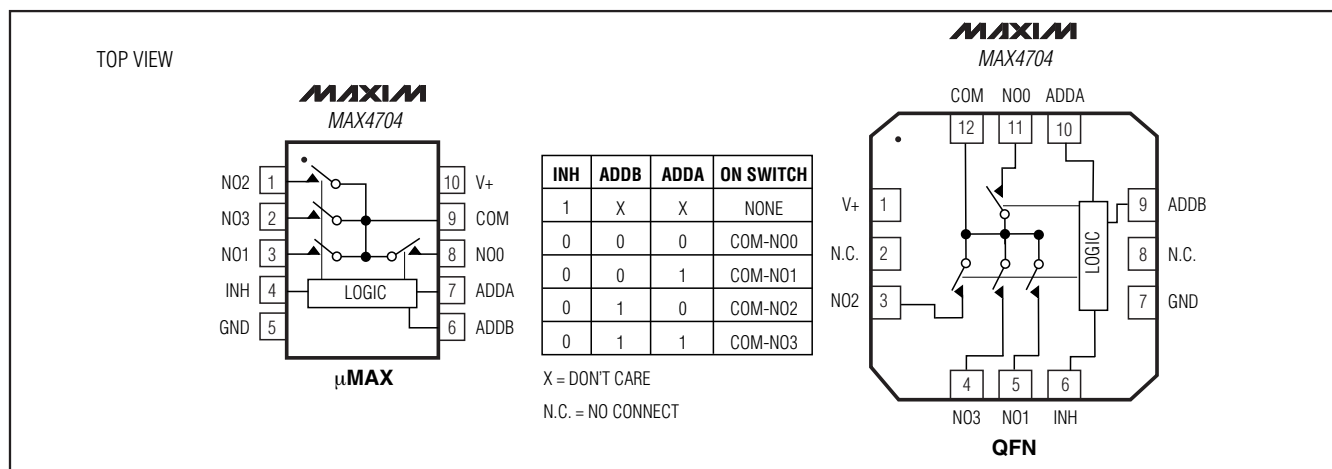 TOP VIEW
MAXIM
MAX4704
NO2 1
NO3 2
NO1 3
INH 4
GND 5
10 V+
9 COM
8 NO0
7 ADDA
6 ADDB
LOGIC
μMAX
INH ADDB ADDA ON SWITCH
1 X X NONE
0 0 0 COM-NO0
0 0 1 COM-NO1
0 1 0 COM-NO2
0 1 1 COM-NO3
X = DON'T CARE
N.C. = NO CONNECT
MAXIM
MAX4704
COM NO0 ADDA
12 11 10
V+ 1
N.C. 2
NO2 3
LOGIC
9 ADDB
8 N.C.
7 GND
4 5 6
NO3 NO1 INH
QFN